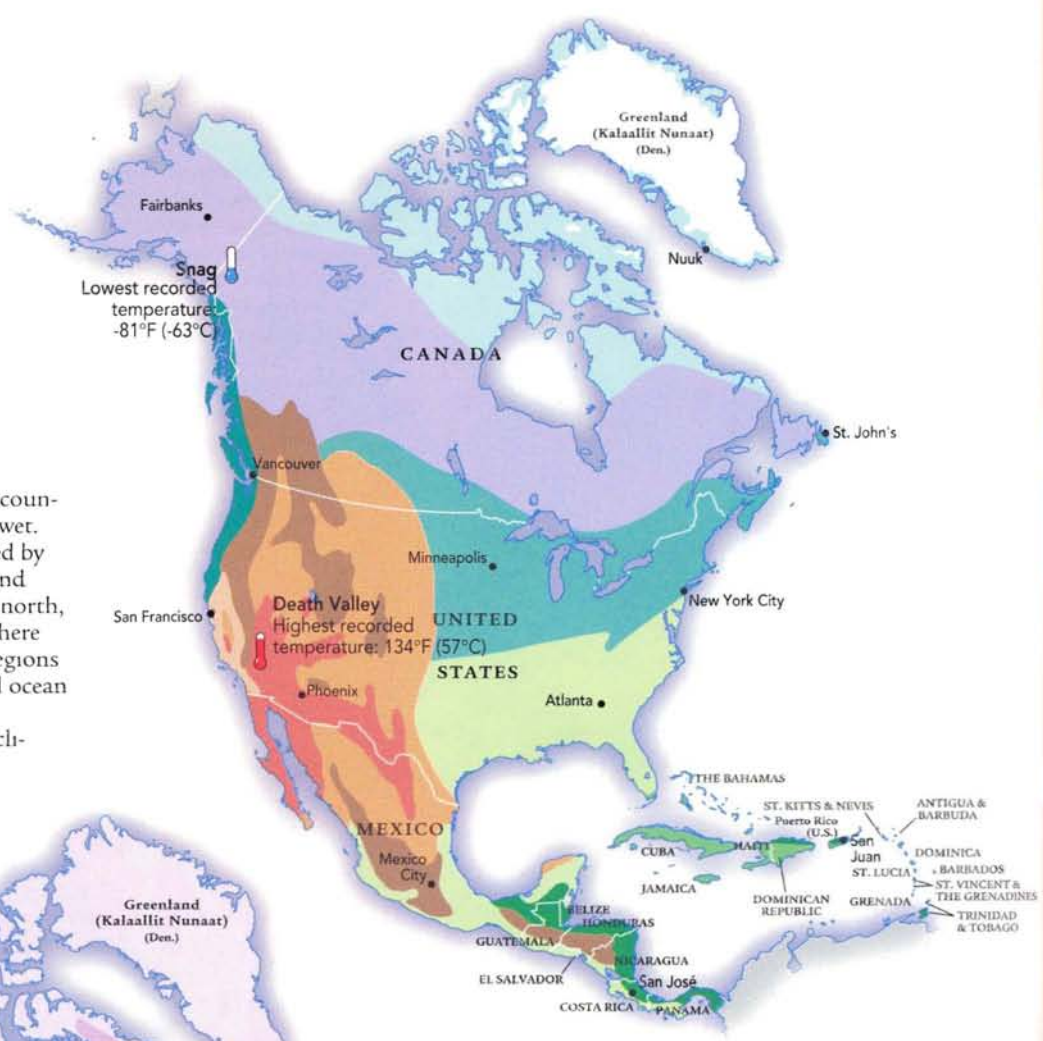 Greenland
(Kalaallit Nunaat)
(Den.)
Fairbanks
Nuuk
Snag
Lowest recorded
temperature:
-81°F (-63°C)
CANADA
St. John's
Vancouver
wet.
by
north,
here
ocean
Minneapolis
New York City
San Francisco
Death Valley
Highest recorded
temperature: 134°F (57°C)
UNITED
STATES
Phoenix
Atlanta
THE BAHAMAS
ST. KITTS & NEVIS
ANTIGUA &
BARBUDA
Puerto Rico
(U.S.)
San
Juan
MEXICO
CUBA
HAITI
DOMINICA
Mexico
City
ST. LUCIA
BARBADOS
JAMAICA
ST. VINCENT &
THE GRENADINES
DOMINICAN
REPUBLIC
GRENADA
TRINIDAD
& TOBAGO
BELIZE
HONDURAS
GUATEMALA
NICARAGUA
EL SALVADOR
San José
COSTA RICA
PANAMA
Greenland
(Kalaallit Nunaat)
(Den.)